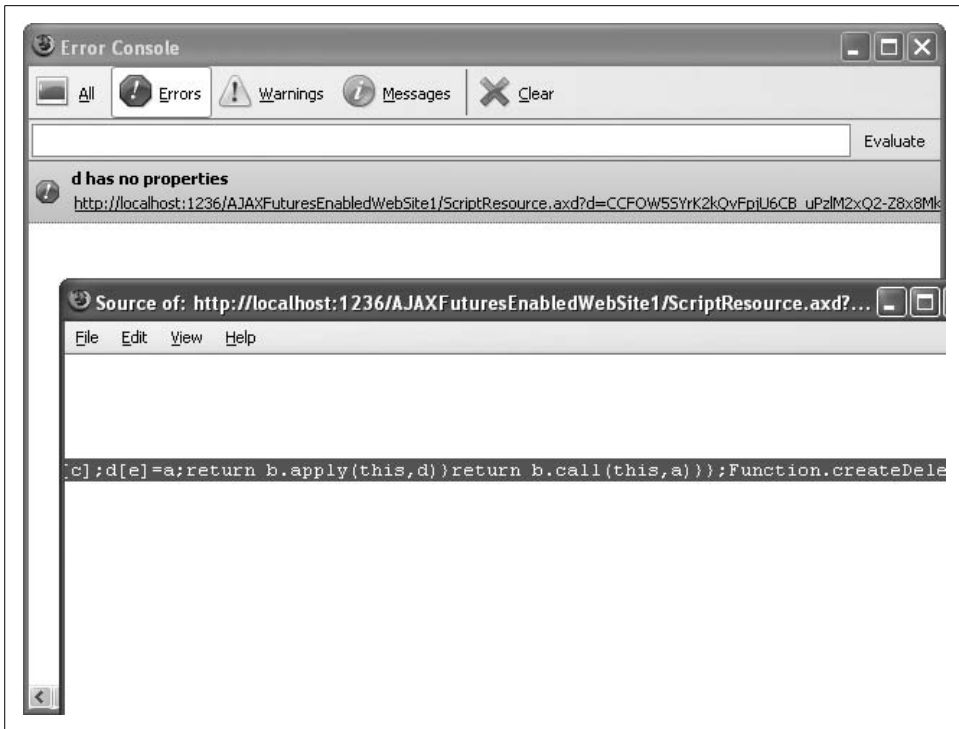 Error Console
All Errors Warnings Messages Clear
Evaluate
d has no properties
http://localhost:1236/AJAXFuturesEnabledWebSite1/ScriptResource.axd?d=CCFOW5SYrK2kQvFpjU6CB_uPzlM2xQ2-Z8x8Mk
Source of: http://localhost:1236/AJAXFuturesEnabledWebSite1/ScriptResource.axd?...
File Edit View Help
[c];d[e]=a;return b.apply(this,d)}return b.call(this,a)}};Function.createDele